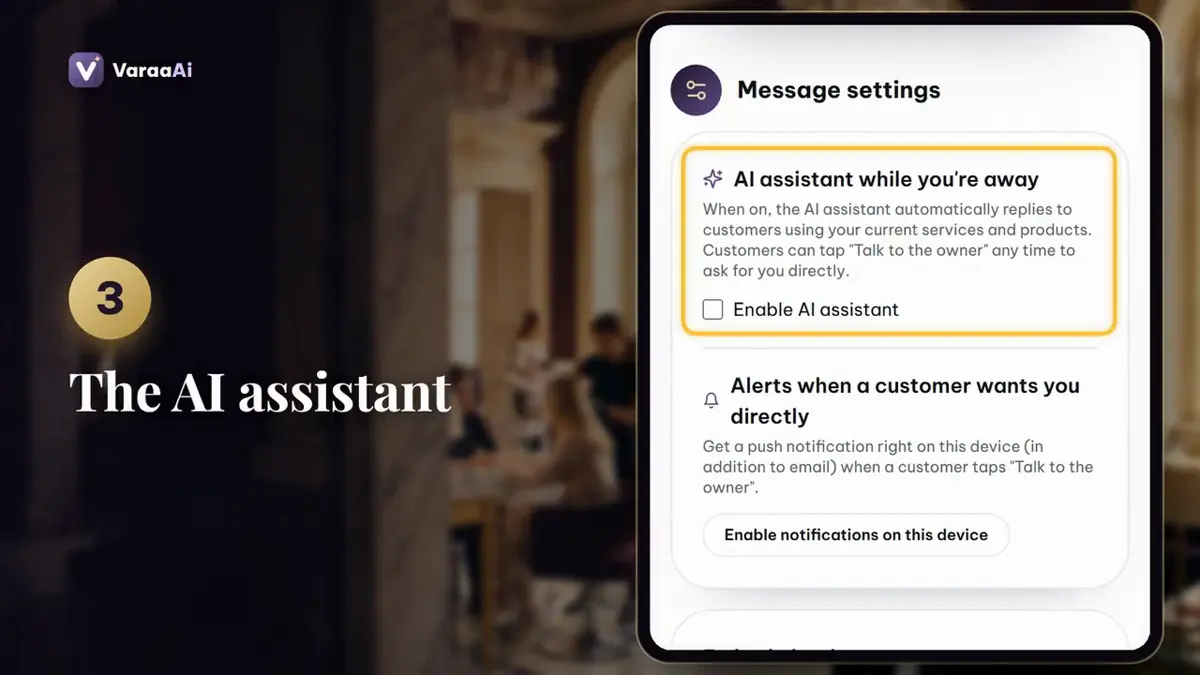 VaraaAi
3
The AI assistant
Message settings
AI assistant while you're away
When on, the AI assistant automatically replies to
customers using your current services and products.
Customers can tap "Talk to the owner" any time to
ask for you directly.
Enable AI assistant
Alerts when a customer wants you
directly
Get a push notification right on this device (in
addition to email) when a customer taps "Talk to the
owner".
Enable notifications on this device